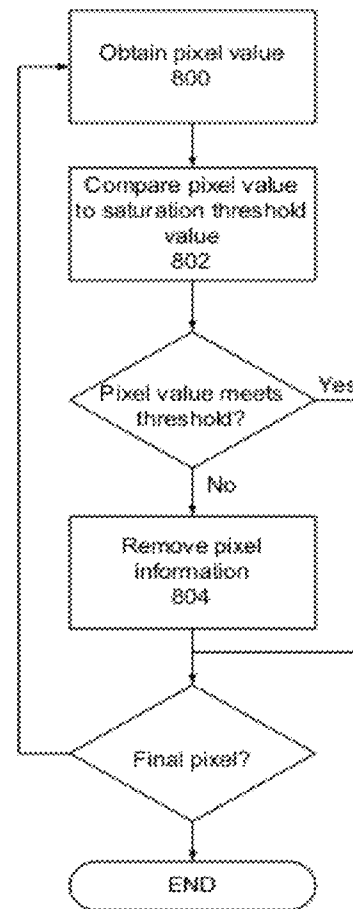 Obtain pixel value
800
Compare pixel value
to saturation threshold
value
802
Pixel value meets
threshold?
Yes
No
Remove pixel
information
804
Final pixel?
END